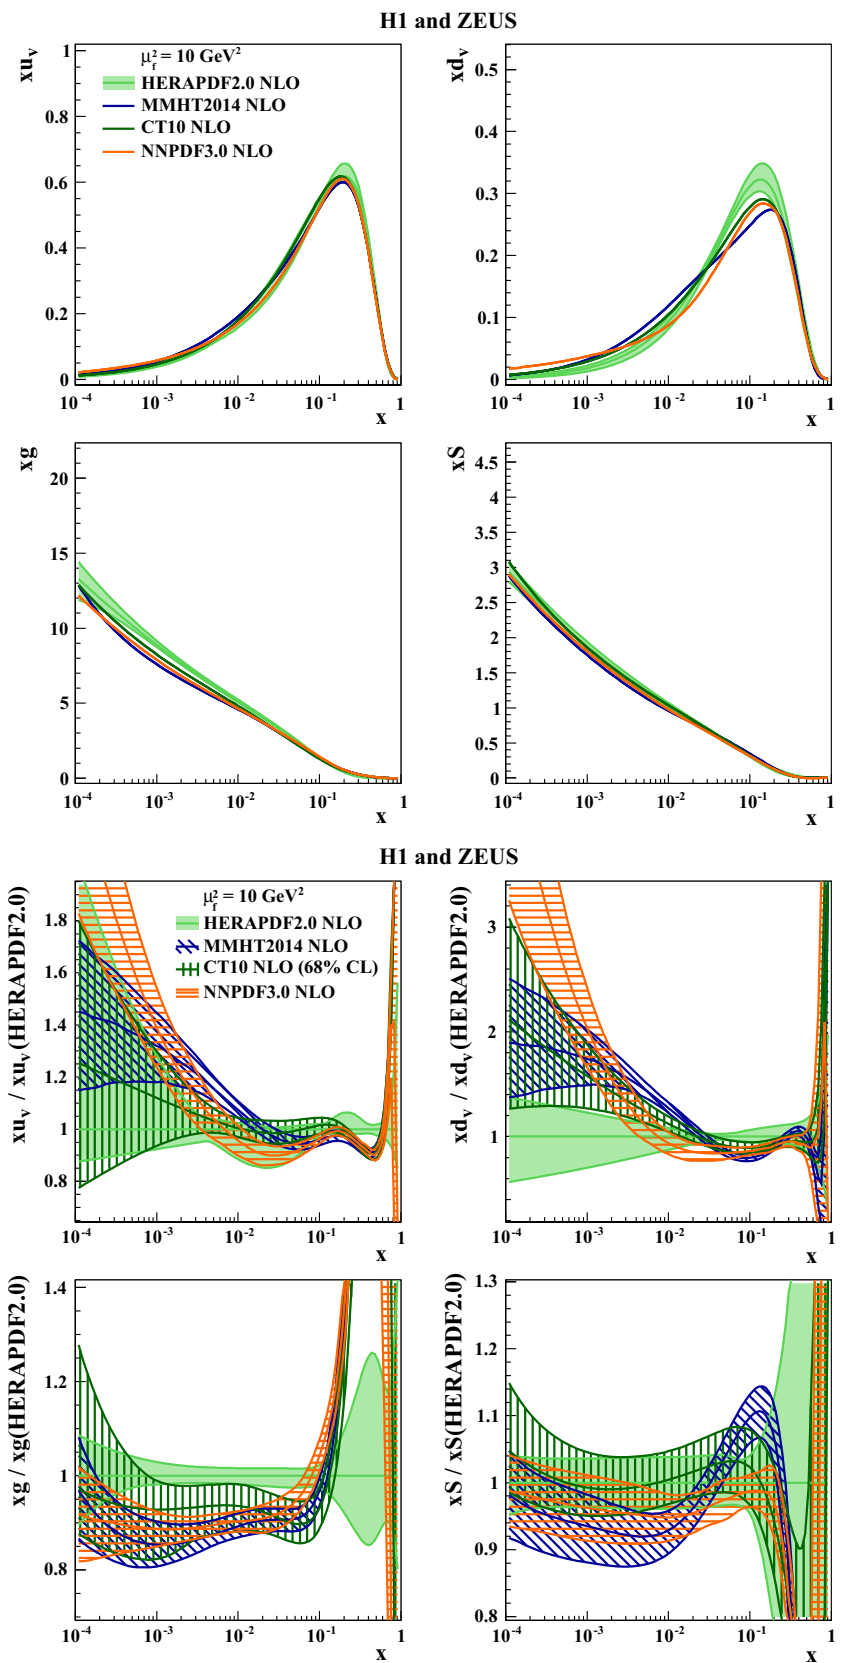 H1 and ZEUS
xu_v
1
0.8
0.6
0.4
0.2
0
μ_f² = 10 GeV²
HERAPDF2.0 NLO
MMHT2014 NLO
CT10 NLO
NNPDF3.0 NLO
10⁻⁴ 10⁻³ 10⁻² 10⁻¹ 1
x
xd_v
0.5
0.4
0.3
0.2
0.1
0
10⁻⁴ 10⁻³ 10⁻² 10⁻¹ 1
x
xg
20
15
10
5
0
10⁻⁴ 10⁻³ 10⁻² 10⁻¹ 1
x
xS
4.5
4
3.5
3
2.5
2
1.5
1
0.5
0
10⁻⁴ 10⁻³ 10⁻² 10⁻¹ 1
x
H1 and ZEUS
xu_v / xu_v(HERAPDF2.0)
1.8
1.6
1.4
1.2
1
0.8
μ_f² = 10 GeV²
HERAPDF2.0 NLO
MMHT2014 NLO
CT10 NLO (68% CL)
NNPDF3.0 NLO
10⁻⁴ 10⁻³ 10⁻² 10⁻¹ 1
x
xd_v / xd_v(HERAPDF2.0)
3
2
1
10⁻⁴ 10⁻³ 10⁻² 10⁻¹ 1
x
xg / xg(HERAPDF2.0)
1.4
1.2
1
0.8
10⁻⁴ 10⁻³ 10⁻² 10⁻¹ 1
x
xS / xS(HERAPDF2.0)
1.3
1.2
1.1
1
0.9
0.8
10⁻⁴ 10⁻³ 10⁻² 10⁻¹ 1
x